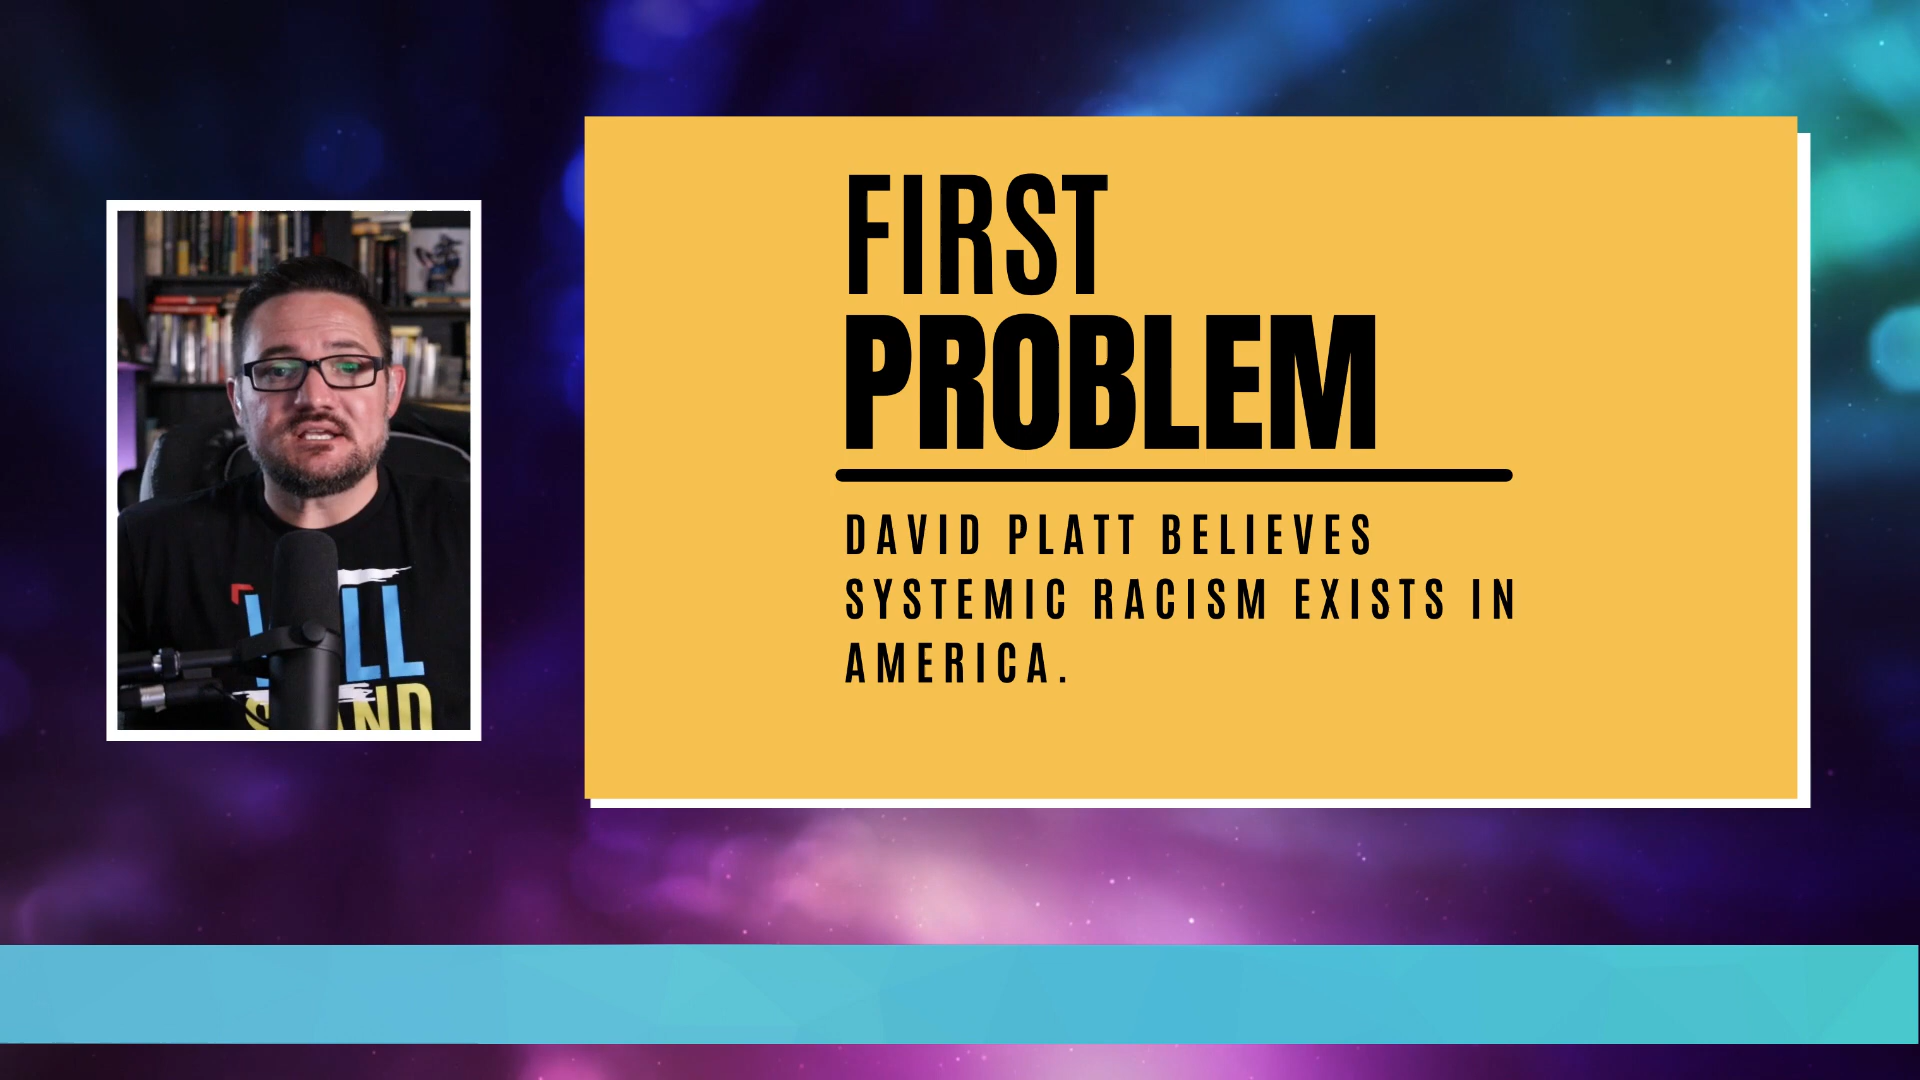 FIRST
PROBLEM
DAVID PLATT BELIEVES
SYSTEMIC RACISM EXISTS IN
AMERICA.